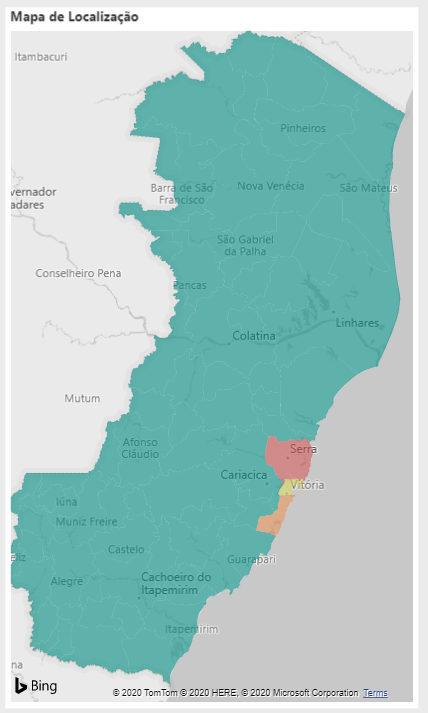 Mapa de Localização
Itambacuri
Pinheiros
vernador
adares
Barra de São
Francisco
Nova Venécia
São Mateus
São Gabriel
da Palha
Conselheiro Pena
Pancas
Linhares
Colatina
Mutum
Afonso
Cláudio
Serra
Cariacica
Vitória
Iúna
Muniz Freire
Castelo
eliz
Guarapari
Alegre
Cachoeiro do
Itapemirim
Itapemirim
na
Bing
© 2020 TomTom © 2020 HERE, © 2020 Microsoft Corporation Terms